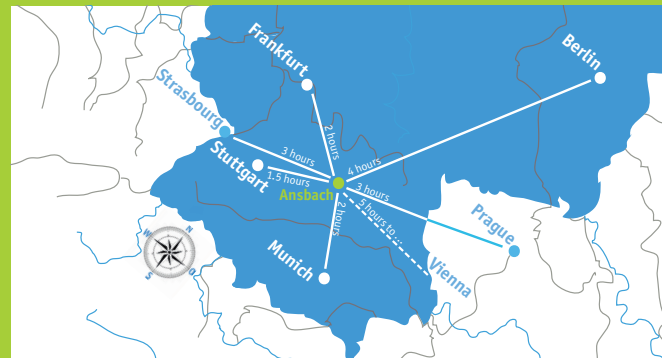 Frankfurt
Berlin
Strasbourg
2 hours
3 hours
4 hours
Stuttgart
1.5 hours
Ansbach
3 hours
2 hours
5 hours to...
Prague
Munich
Vienna
N
W
O
S